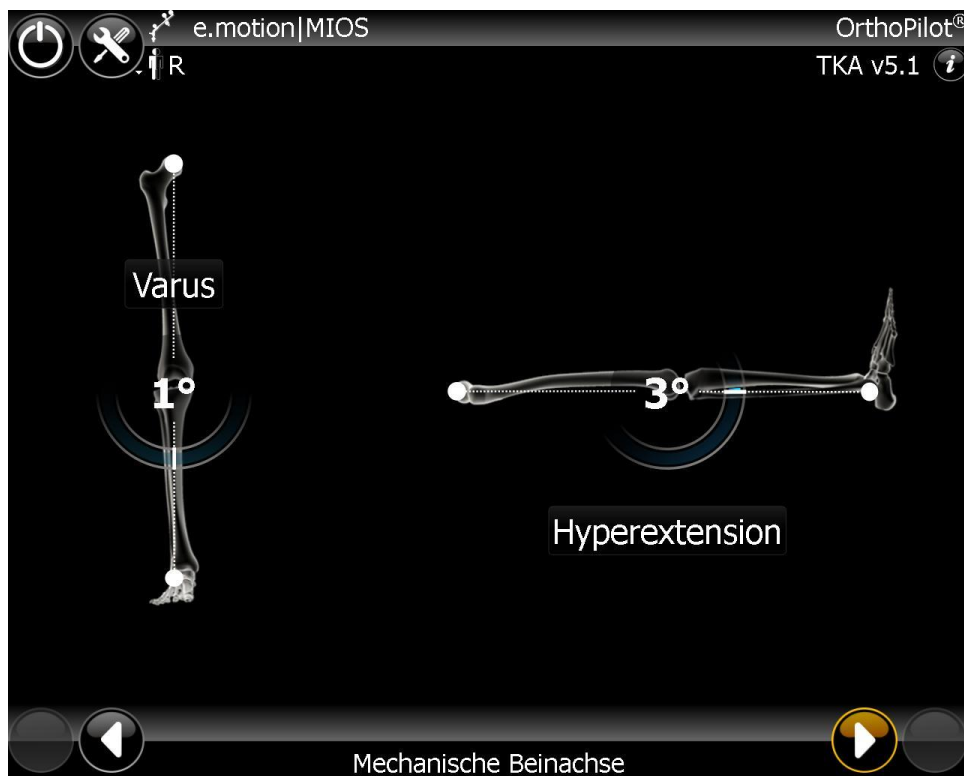 e.motion|MIOS
OrthoPilot®
R
TKA v5.1
i
Varus
1°
3°
Hyperextension
Mechanische Beinachse